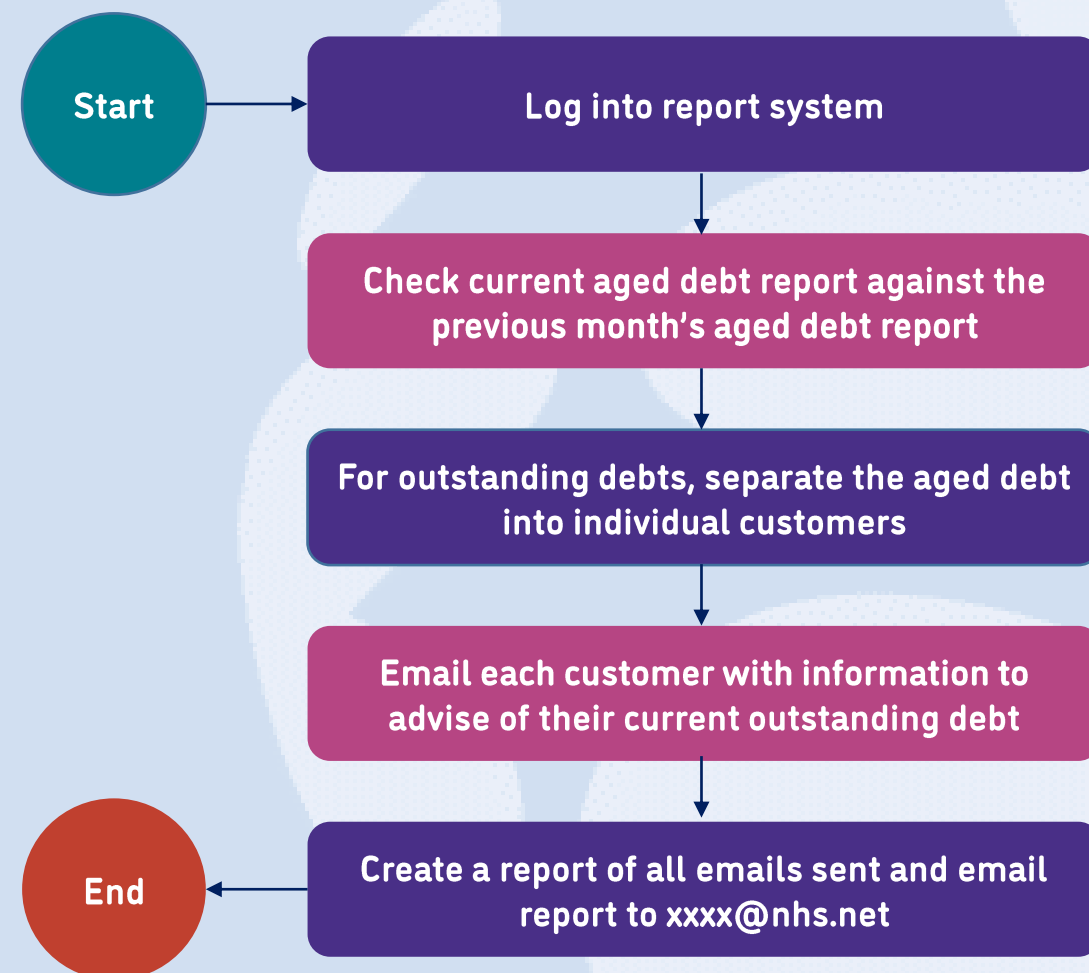 Start
Log into report system
Check current aged debt report against the
previous month’s aged debt report
For outstanding debts, separate the aged debt
into individual customers
Email each customer with information to
advise of their current outstanding debt
Create a report of all emails sent and email
report to xxxx@nhs.net
End